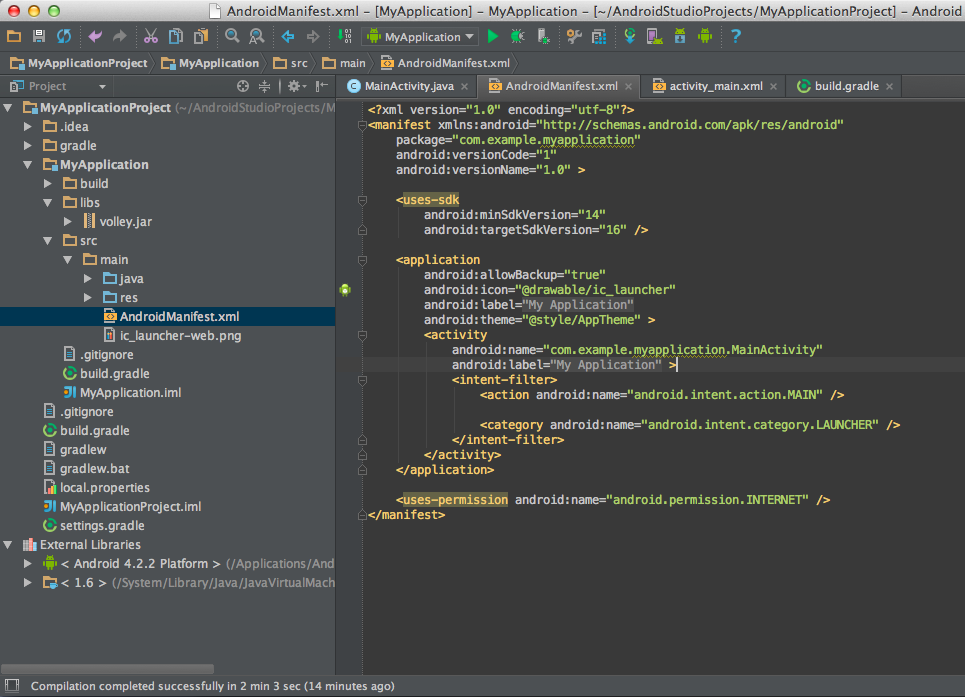 AndroidManifest.xml – [MyApplication] – MyApplication – [~/AndroidStudioProjects/MyApplicationProject] – Android
MyApplication
?
MyApplicationProject MyApplication src main AndroidManifest.xml
Project
MainActivity.java AndroidManifest.xml activity_main.xml build.gradle
MyApplicationProject (~/AndroidStudioProjects/M
.idea
gradle
MyApplication
build
libs
volley.jar
src
main
java
res
AndroidManifest.xml
ic_launcher-web.png
.gitignore
build.gradle
MyApplication.iml
.gitignore
build.gradle
gradlew
gradlew.bat
local.properties
MyApplicationProject.iml
settings.gradle
External Libraries
< Android 4.2.2 Platform > (/Applications/And
< 1.6 > (/System/Library/Java/JavaVirtualMach
<?xml version="1.0" encoding="utf-8"?>
<manifest xmlns:android="http://schemas.android.com/apk/res/android"
package="com.example.myapplication"
android:versionCode="1"
android:versionName="1.0" >
<uses-sdk
android:minSdkVersion="14"
android:targetSdkVersion="16" />
<application
android:allowBackup="true"
android:icon="@drawable/ic_launcher"
android:label="My Application"
android:theme="@style/AppTheme" >
<activity
android:name="com.example.myapplication.MainActivity"
android:label="My Application" >
<intent-filter>
<action android:name="android.intent.action.MAIN" />
<category android:name="android.intent.category.LAUNCHER" />
</intent-filter>
</activity>
</application>
<uses-permission android:name="android.permission.INTERNET" />
</manifest>
Compilation completed successfully in 2 min 3 sec (14 minutes ago)